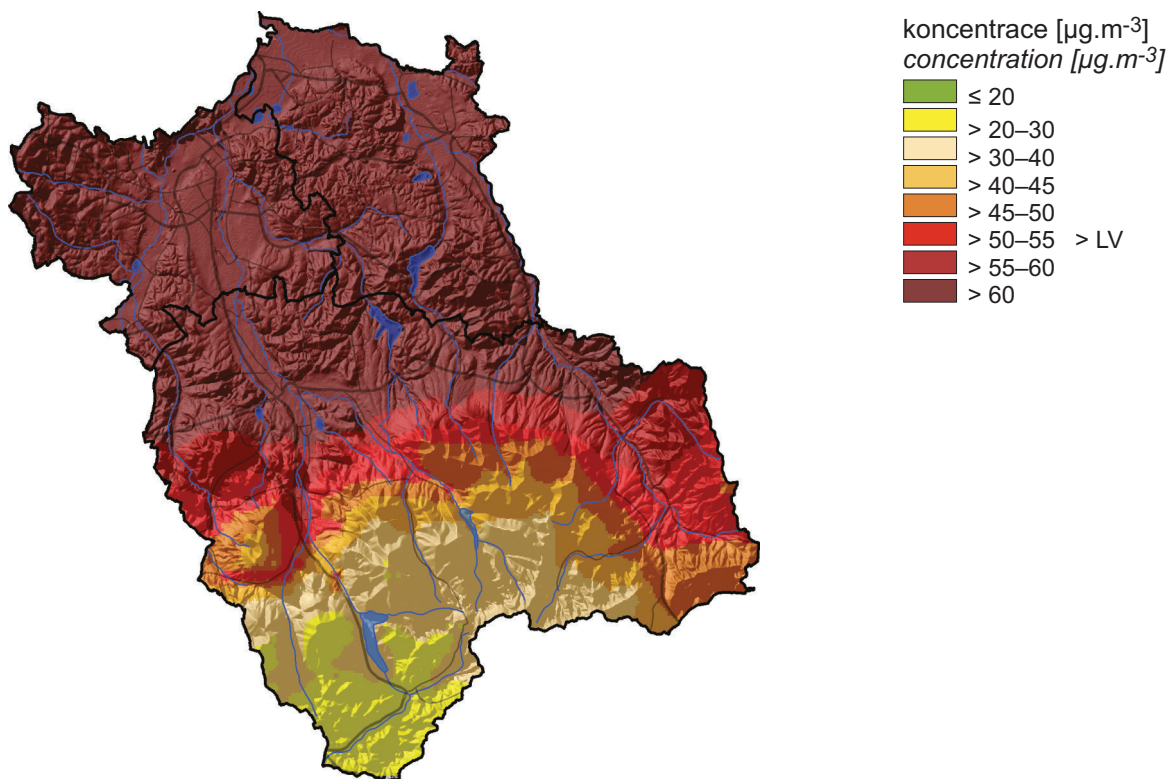 koncentrace [µg.m-3]
concentration [µg.m-3]
≤ 20
> 20–30
> 30–40
> 40–45
> 45–50
> 50–55 > LV
> 55–60
> 60